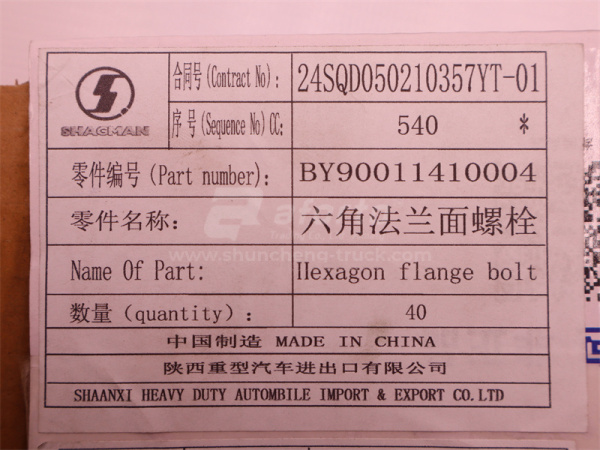 SHACMAN
合同号(Contract No): 24SQD050210357YT-01
序号(Sequence No)CC: 540 *
零件编号(Part number): BY90011410004
零件名称: 六角法兰面螺栓
www.shuncheng-truck.com
Name Of Part: Hexagon flange bolt
数量(quantity): 40
中国制造 MADE IN CHINA
陕西重型汽车进出口有限公司
SHAANXI HEAVY DUTY AUTOMBILE IMPORT & EXPORT CO.LTD